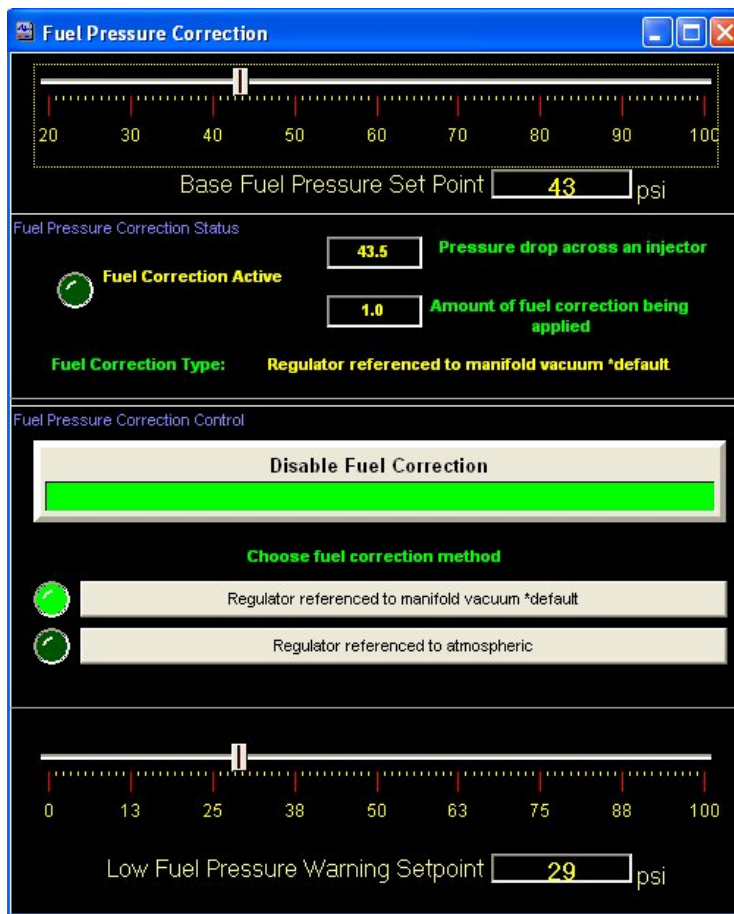 Fuel Pressure Correction
20 30 40 50 60 70 80 90 100
Base Fuel Pressure Set Point 43 psi
Fuel Pressure Correction Status
43.5 Pressure drop across an injector
Fuel Correction Active
1.0 Amount of fuel correction being
applied
Fuel Correction Type: Regulator referenced to manifold vacuum *default
Fuel Pressure Correction Control
Disable Fuel Correction
Choose fuel correction method
Regulator referenced to manifold vacuum *default
Regulator referenced to atmospheric
0 13 25 38 50 63 75 88 100
Low Fuel Pressure Warning Setpoint 29 psi